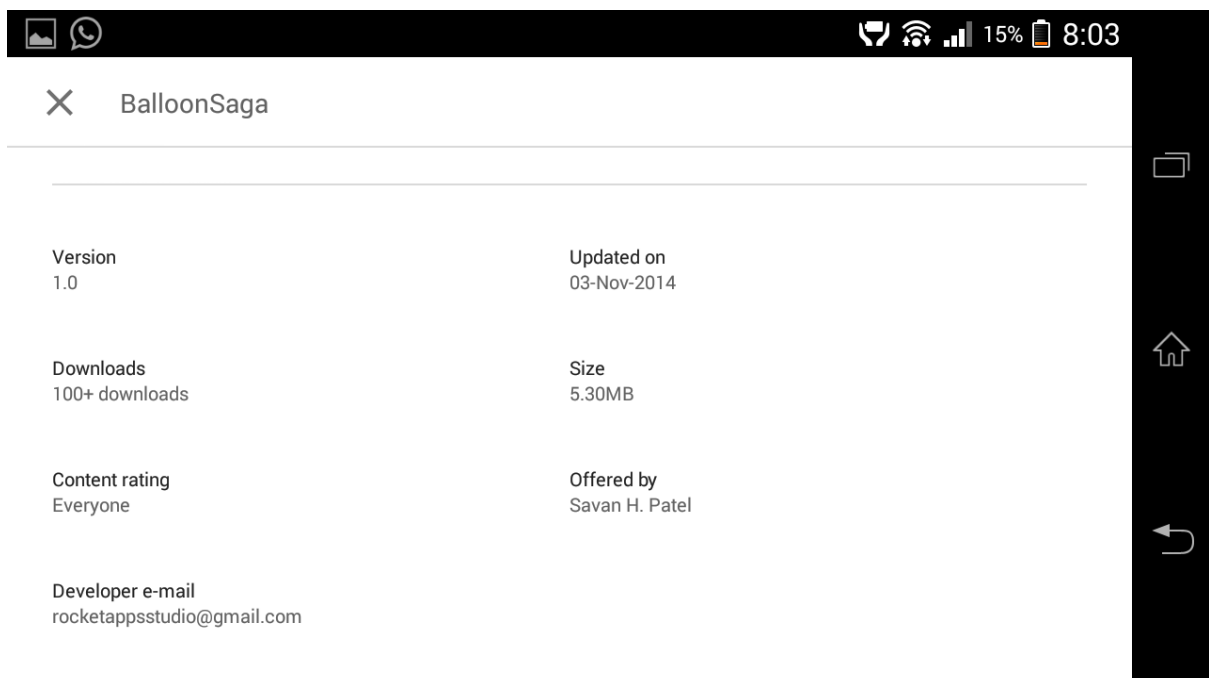 15% 8:03
BalloonSaga
Version
1.0
Updated on
03-Nov-2014
Downloads
100+ downloads
Size
5.30MB
Content rating
Everyone
Offered by
Savan H. Patel
Developer e-mail
rocketappsstudio@gmail.com